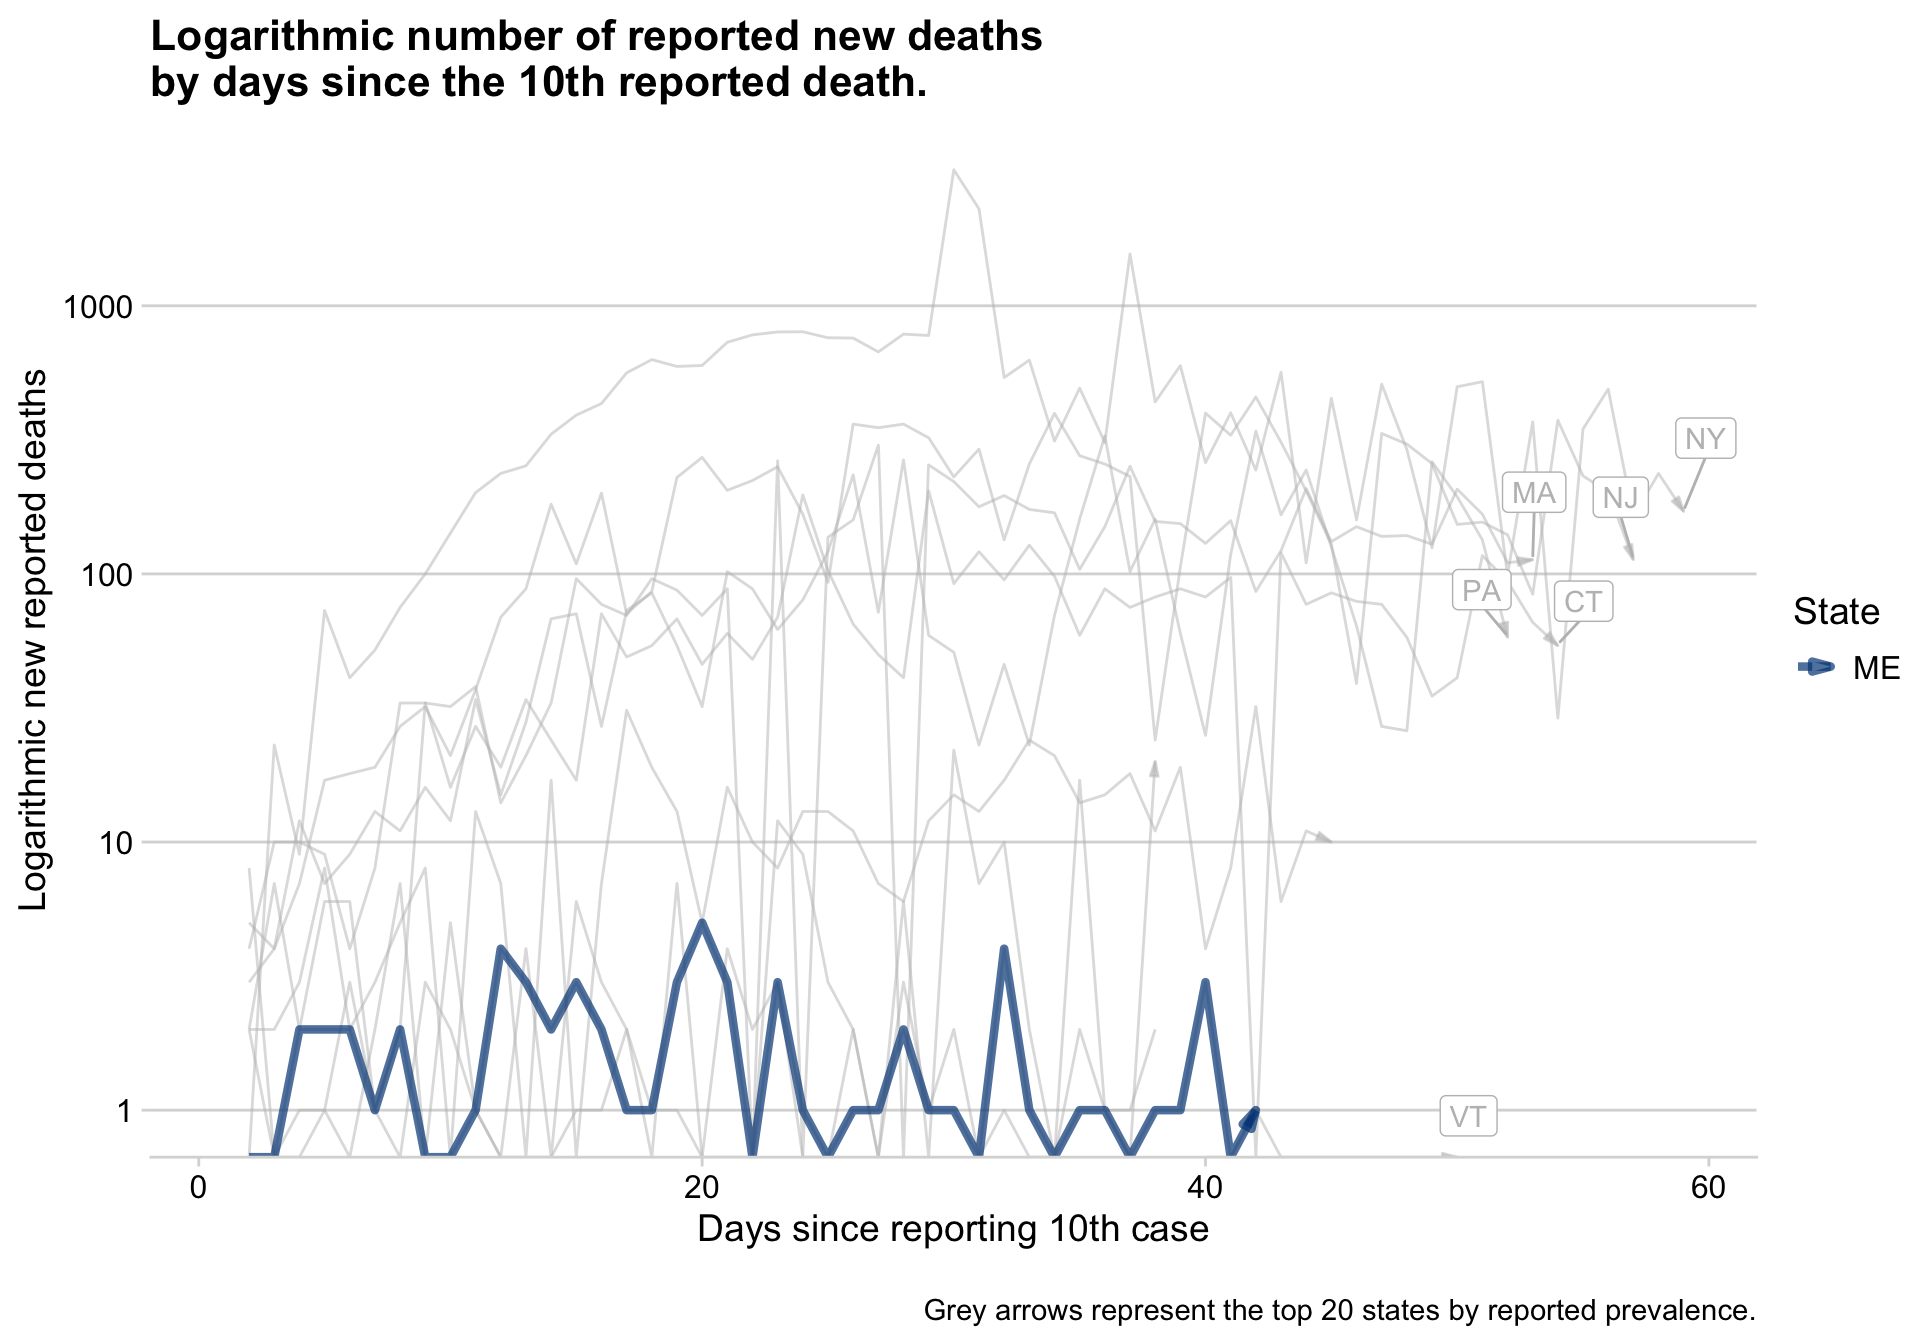 Logarithmic number of reported new deaths
by days since the 10th reported death.
Logarithmic new reported deaths
1000
100
10
1
NY
MA
NJ
PA
CT
VT
State
ME
0
20
40
60
Days since reporting 10th case
Grey arrows represent the top 20 states by reported prevalence.